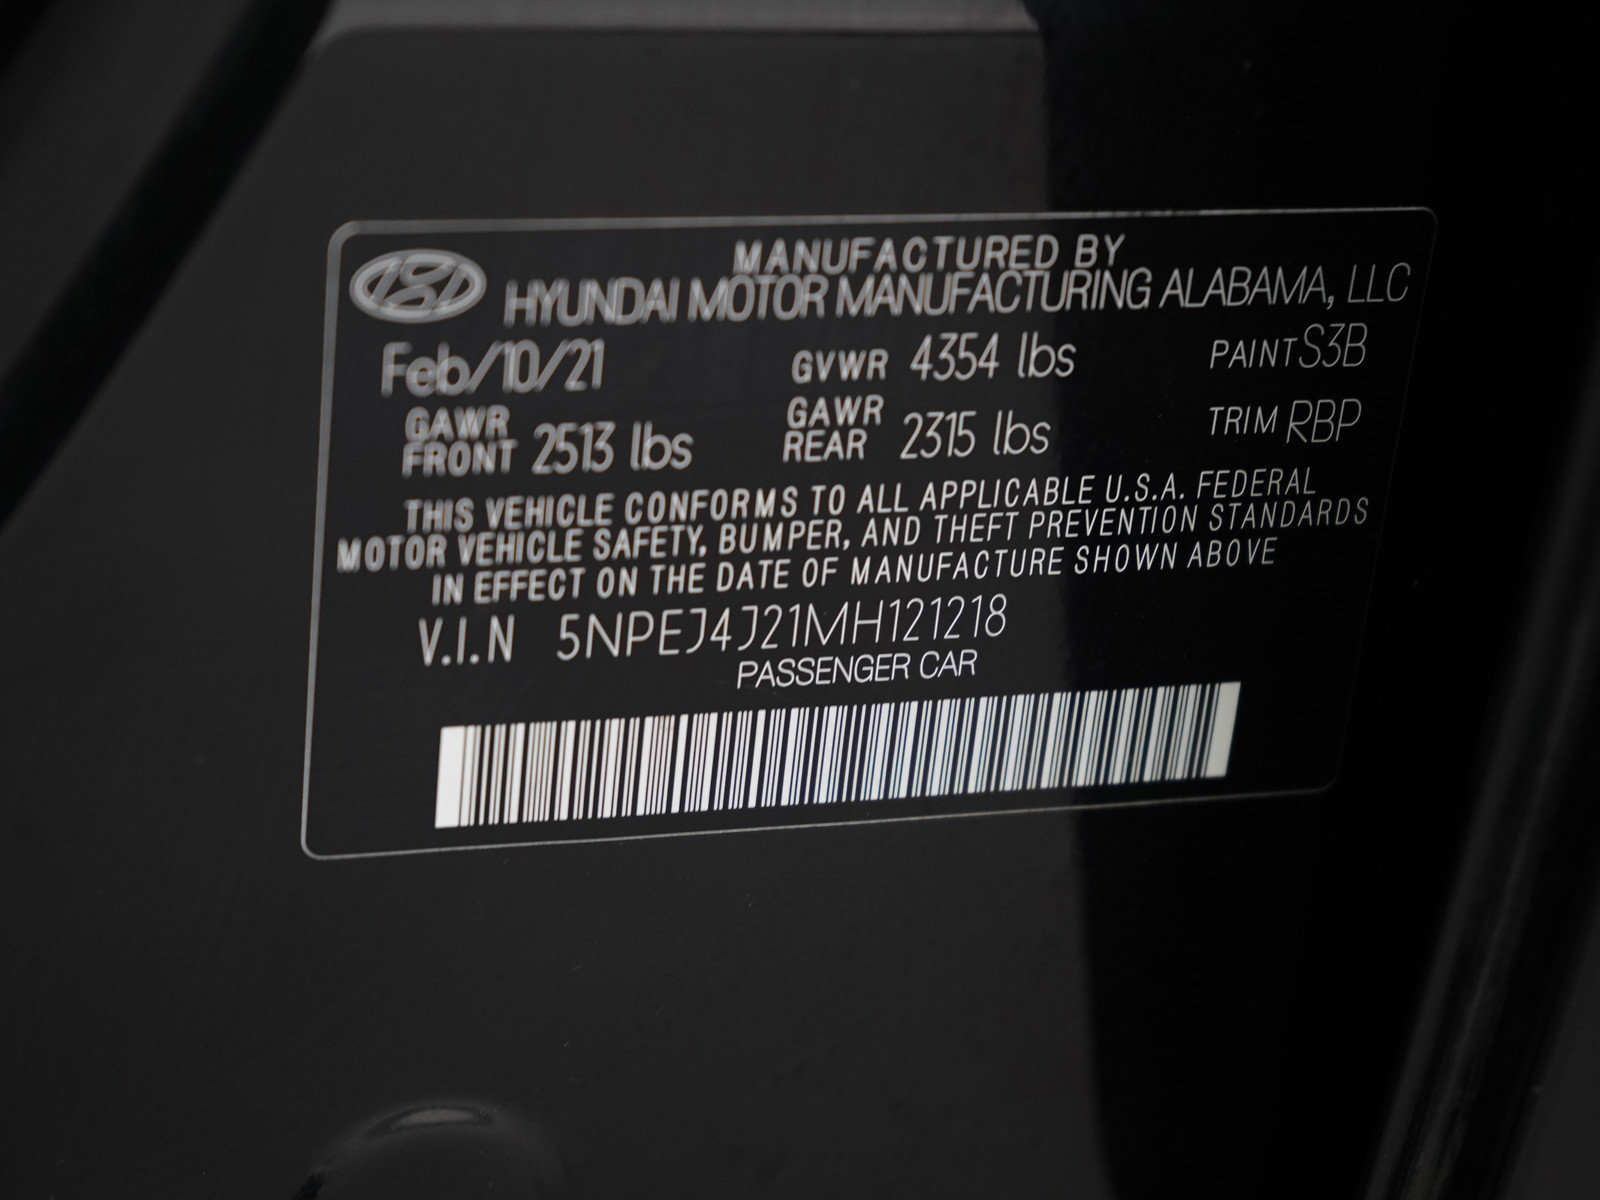 MANUFACTURED BY
HYUNDAI MOTOR MANUFACTURING ALABAMA, LLC
Feb/10/21 GVWR 4354 lbs PAINT S3B
GAWR FRONT 2513 lbs GAWR REAR 2315 lbs TRIM RBP
THIS VEHICLE CONFORMS TO ALL APPLICABLE U.S.A. FEDERAL
MOTOR VEHICLE SAFETY, BUMPER, AND THEFT PREVENTION STANDARDS
IN EFFECT ON THE DATE OF MANUFACTURE SHOWN ABOVE
V.I.N 5NPEJ4J21MH121218
PASSENGER CAR